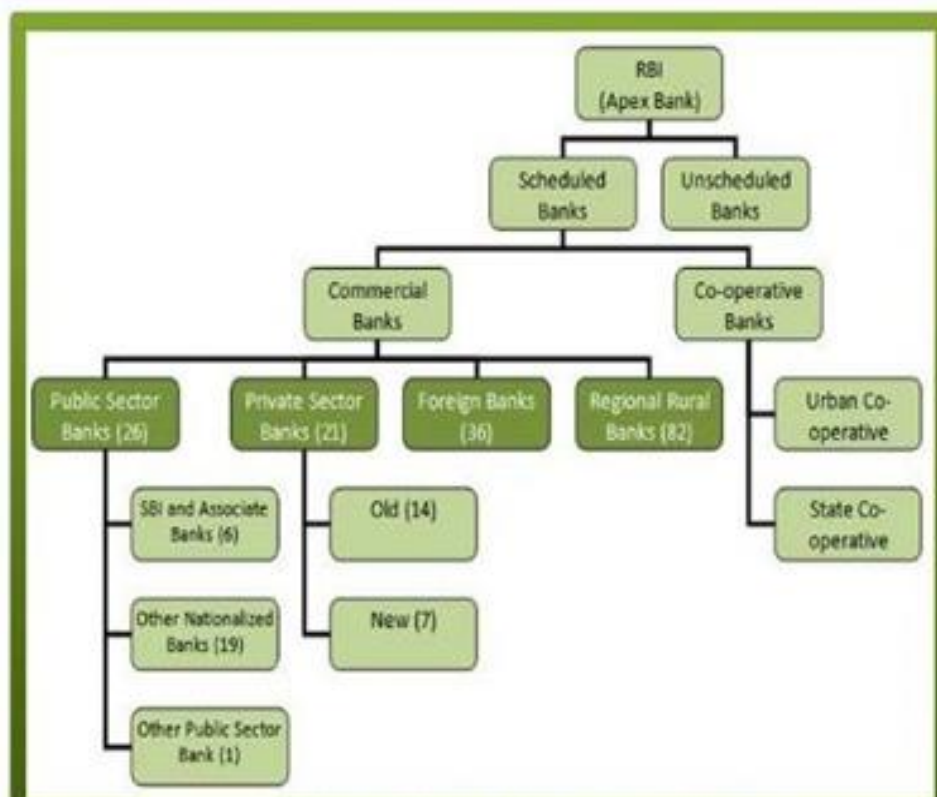 RBI
(Apex Bank)
Scheduled
Banks
Unscheduled
Banks
Commercial
Banks
Co-operative
Banks
Public Sector
Banks (26)
Private Sector
Banks (21)
Foreign Banks
(36)
Regional Rural
Banks (82)
Urban Co-
operative
SBI and Associate
Banks (6)
Old (14)
State Co-
operative
Other Nationalized
Banks (19)
New (7)
Other Public Sector
Bank (1)